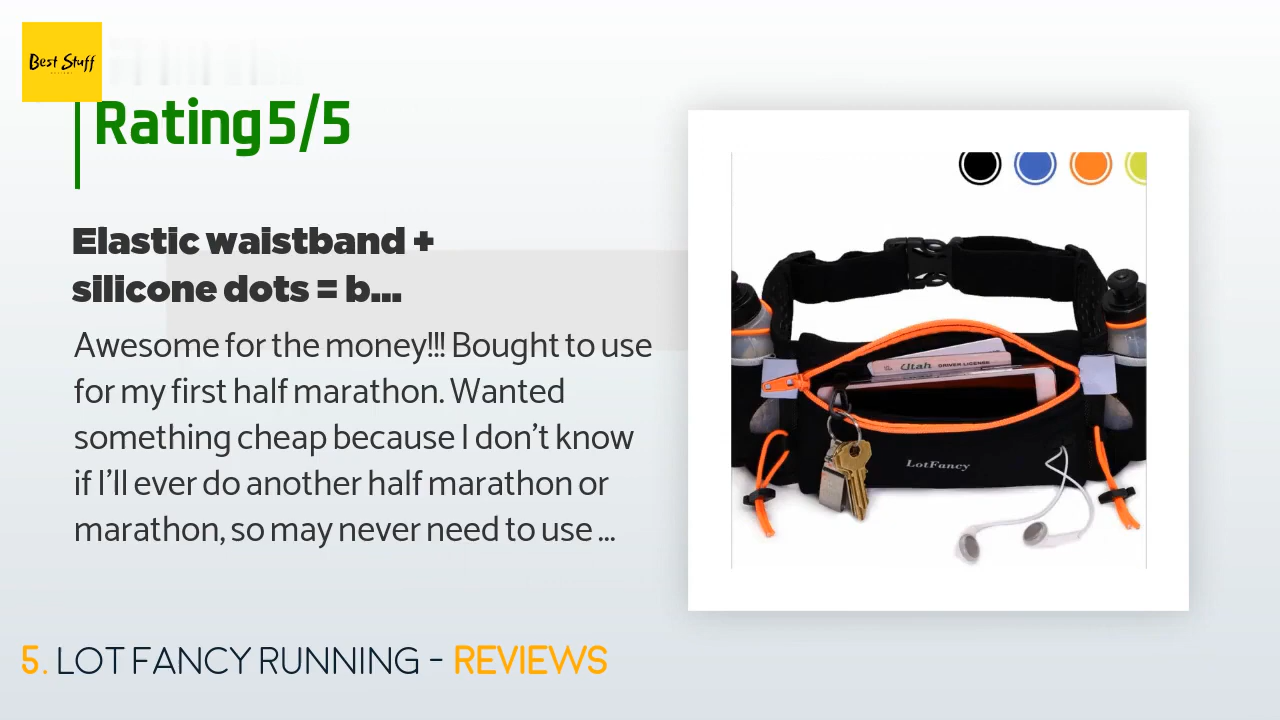 Best Stuff
Rating 5/5
Elastic waistband +
silicone dots = b...
Awesome for the money!!! Bought to use
for my first half marathon. Wanted
something cheap because I don't know
if I'll ever do another half marathon or
marathon, so may never need to use ...
Utah DRIVER LICENSE
LotFancy
5. LOT FANCY RUNNING - REVIEWS